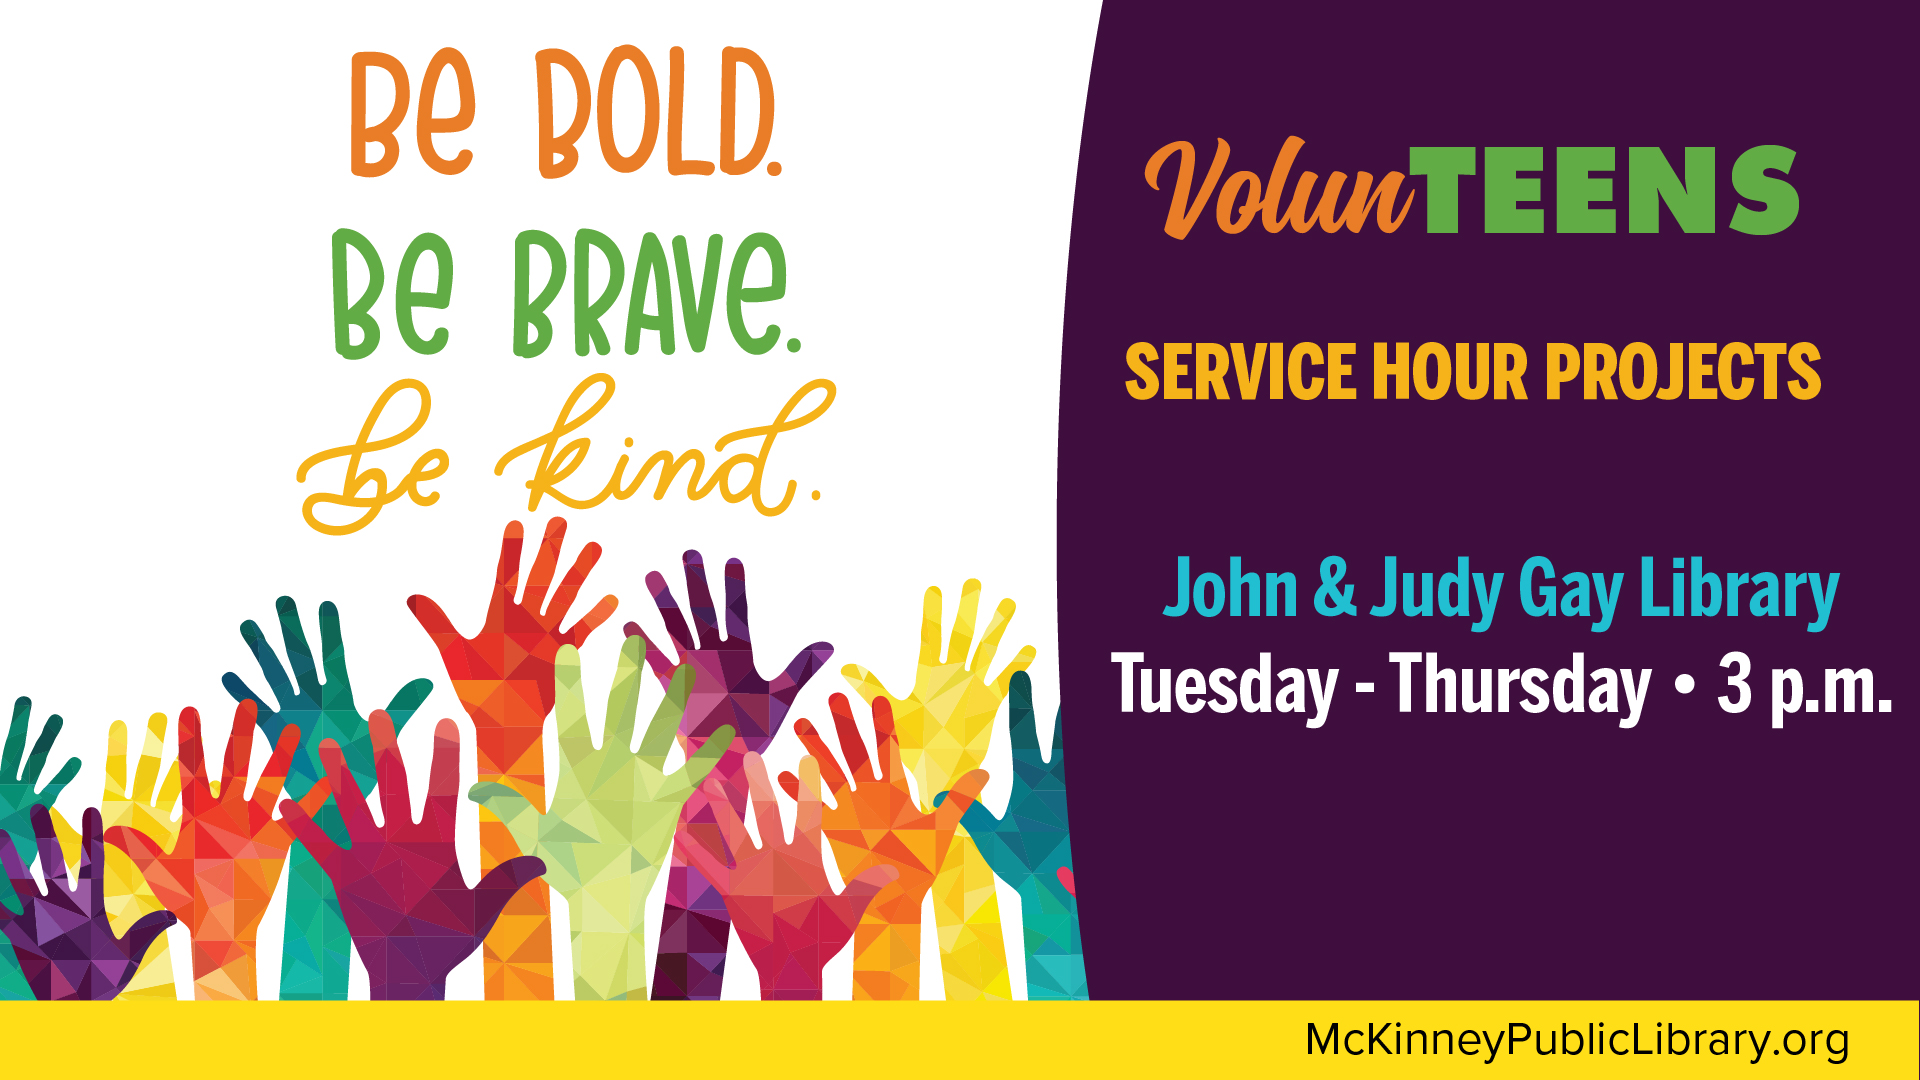 Be BOLD.
Be BRAVe.
be kind.
VolunTEENS
SERVICE HOUR PROJECTS
John & Judy Gay Library
Tuesday - Thursday • 3 p.m.
McKinneyPublicLibrary.org